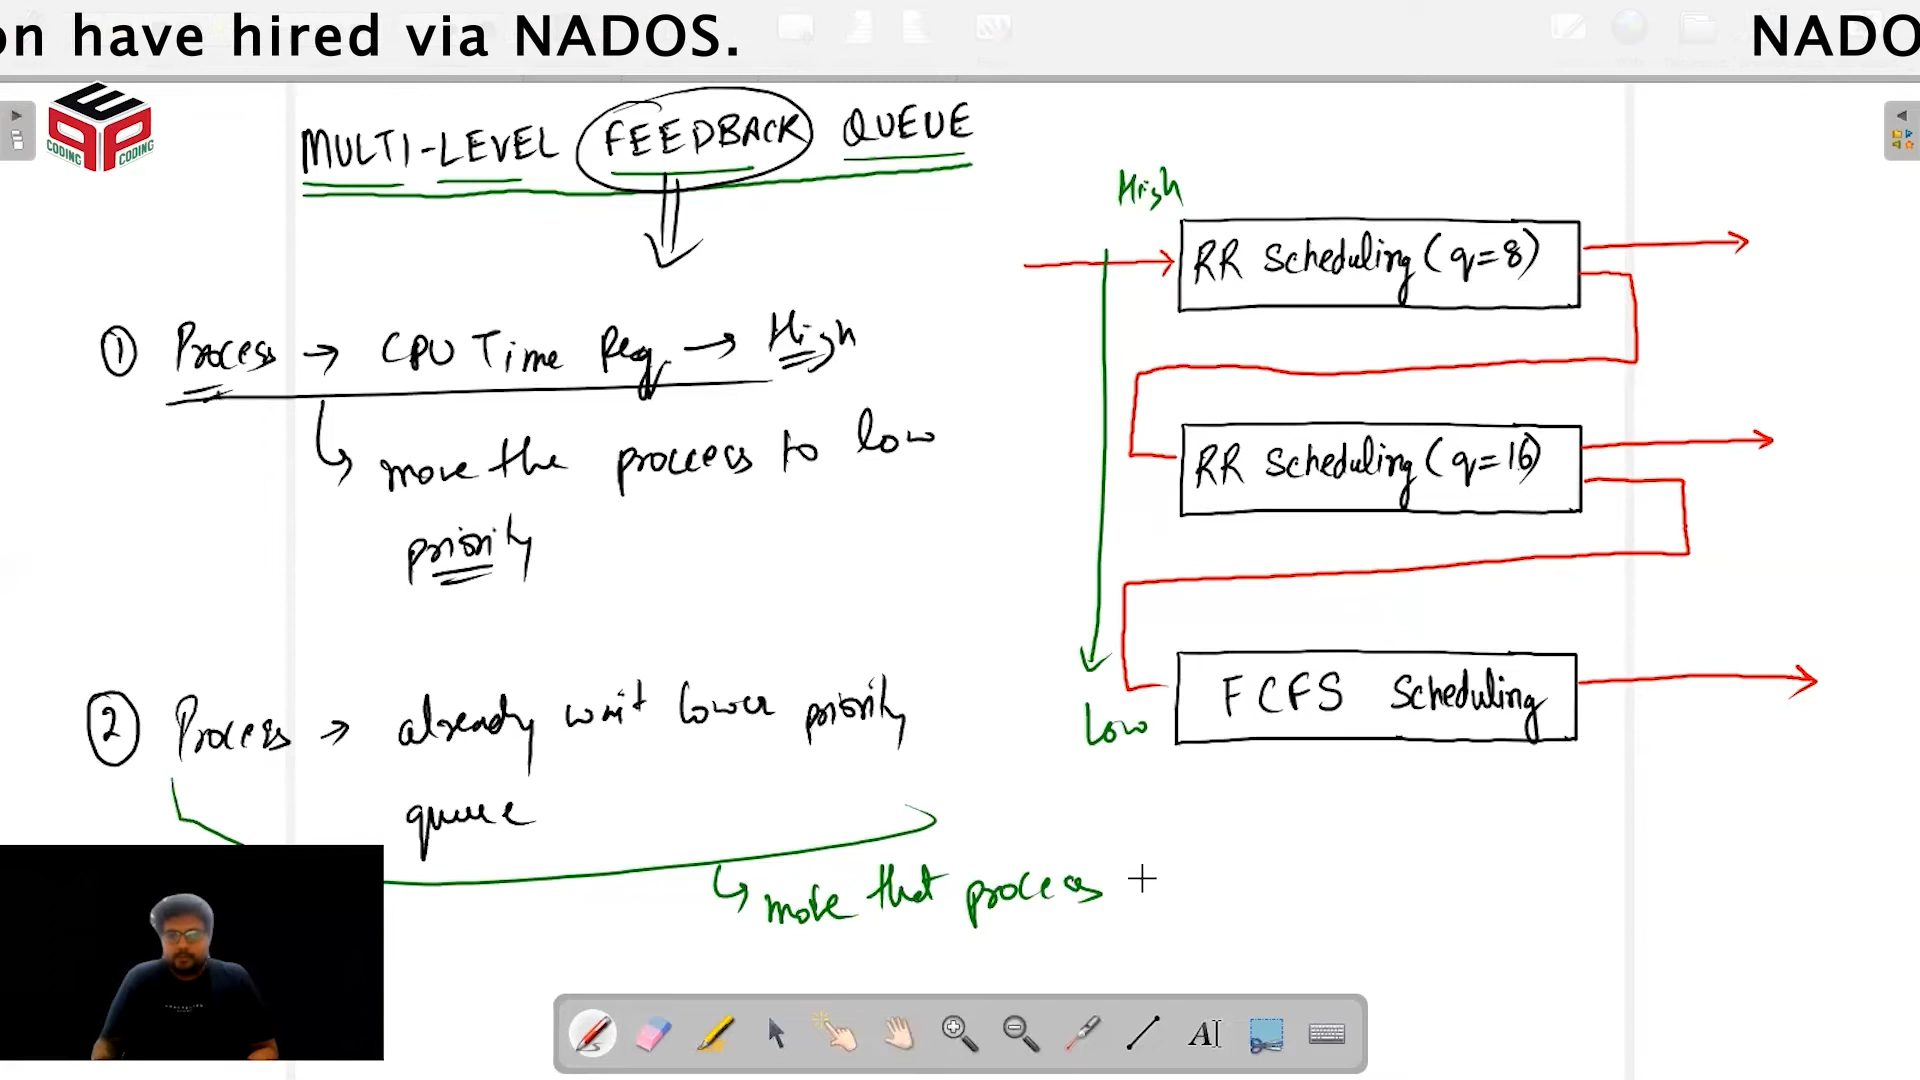 on have hired via NADOS.
NADO
PEP
CODING CODING
MULTI-LEVEL FEEDBACK QUEUE
① Process → CPU Time Req → High
↳ move the process to low
priority
② Process → already wait lower priority
queue
↳ move that process
High
RR Scheduling (q=8)
RR Scheduling (q=16)
FCFS Scheduling
Low
A